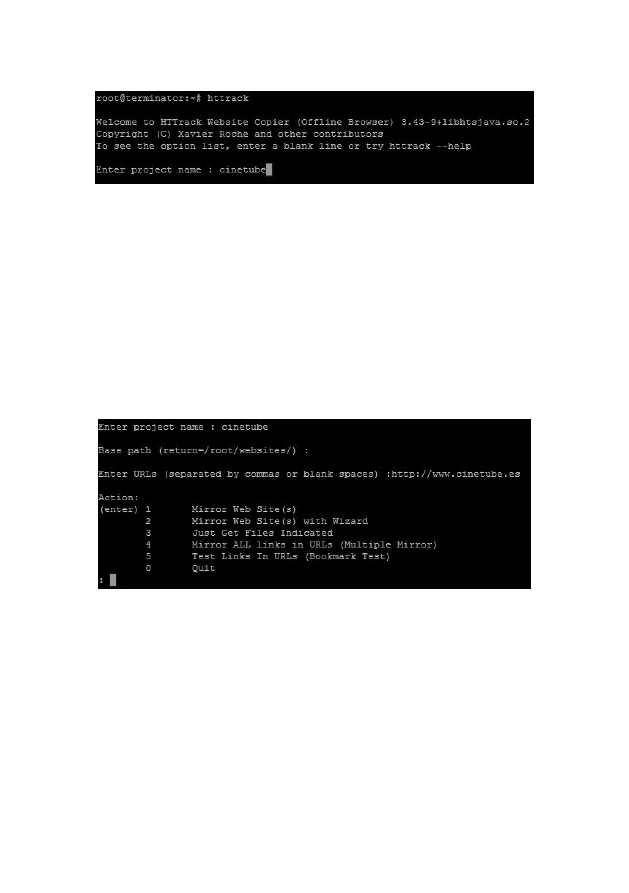 root@terminator:~# httrack
Welcome to HTTrack Website Copier (Offline Browser) 3.43-9+libhtsjava.so.2
Copyright (C) Xavier Roche and other contributors
To see the option list, enter a blank line or try httrack --help
Enter project name : cinetube
Enter project name : cinetube
Base path (return=/root/websites/) :
Enter URLs (separated by commas or blank spaces) :http://www.cinetube.es
Action:
(enter) 1 Mirror Web Site(s)
2 Mirror Web Site(s) with Wizard
3 Just Get Files Indicated
4 Mirror ALL links in URLs (Multiple Mirror)
5 Test Links In URLs (Bookmark Test)
0 Quit
: